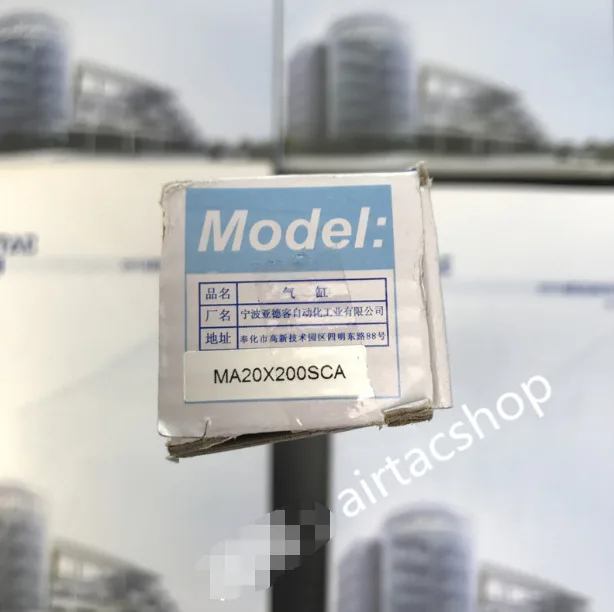 Model:
品名 气 缸
厂名 宁波亚德客自动化工业有限公司
地址 奉化市高新技术园区四明东路88号
MA20X200SCA
airtacshop